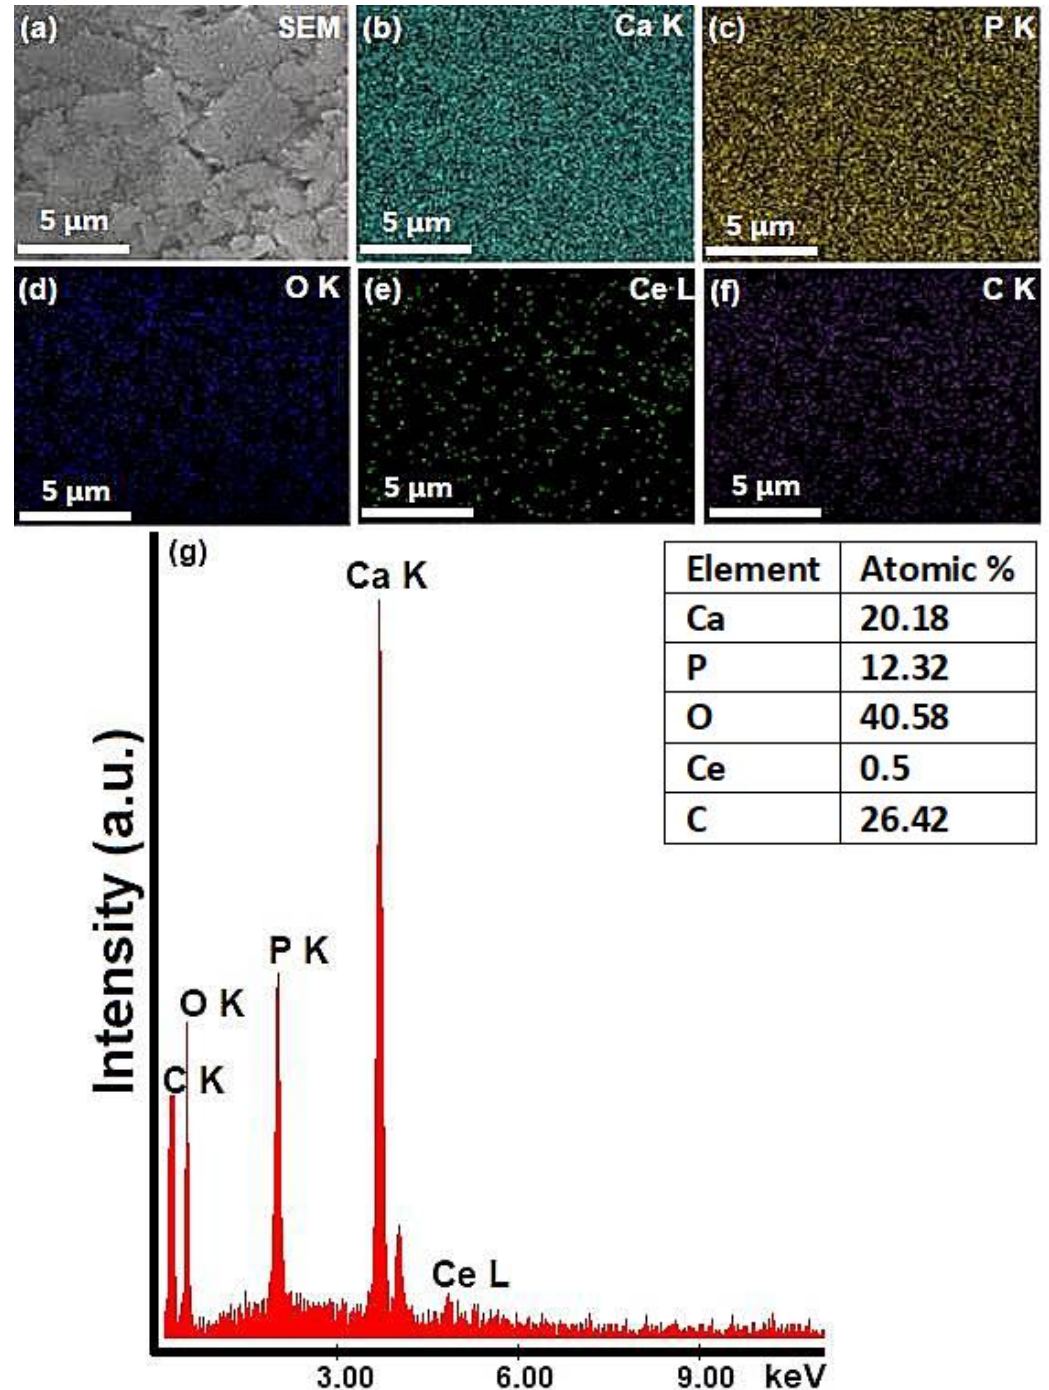 (a) SEM
5 µm
(b) Ca K
5 µm
(c) P K
5 µm
(d) O K
5 µm
(e) Ce L
5 µm
(f) C K
5 µm
(g)
Ca K
P K
O K
C K
Ce L
Intensity (a.u.)
3.00 6.00 9.00 keV
Element Atomic %
Ca 20.18
P 12.32
O 40.58
Ce 0.5
C 26.42